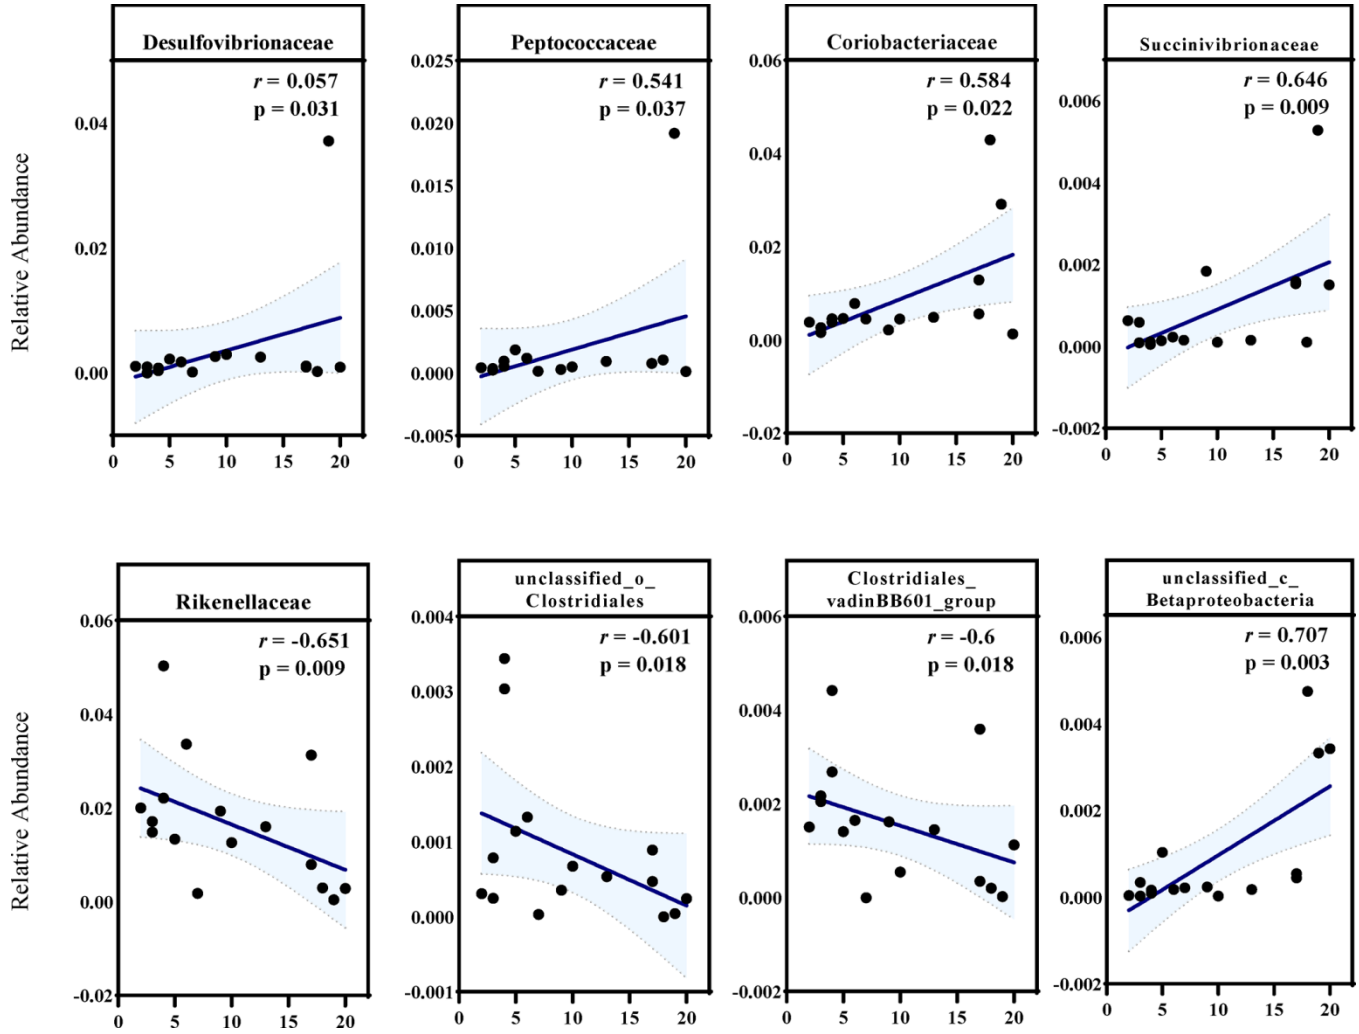 Relative Abundance
Desulfovibrionaceae
r = 0.057
p = 0.031
0.04
0.02
0.00
0 5 10 15 20
Peptococcaceae
r = 0.541
p = 0.037
0.025
0.020
0.015
0.010
0.005
0.000
-0.005
0 5 10 15 20
Coriobacteriaceae
r = 0.584
p = 0.022
0.06
0.04
0.02
0.00
-0.02
0 5 10 15 20
Succinivibrionaceae
r = 0.646
p = 0.009
0.006
0.004
0.002
0.000
-0.002
0 5 10 15 20
Relative Abundance
Rikenellaceae
r = -0.651
p = 0.009
0.06
0.04
0.02
0.00
-0.02
0 5 10 15 20
unclassified_o_
Clostridiales
r = -0.601
p = 0.018
0.004
0.003
0.002
0.001
0.000
-0.001
0 5 10 15 20
Clostridiales_
vadinBB601_group
r = -0.6
p = 0.018
0.006
0.004
0.002
0.000
-0.002
0 5 10 15 20
unclassified_c_
Betaproteobacteria
r = 0.707
p = 0.003
0.006
0.004
0.002
0.000
-0.002
0 5 10 15 20